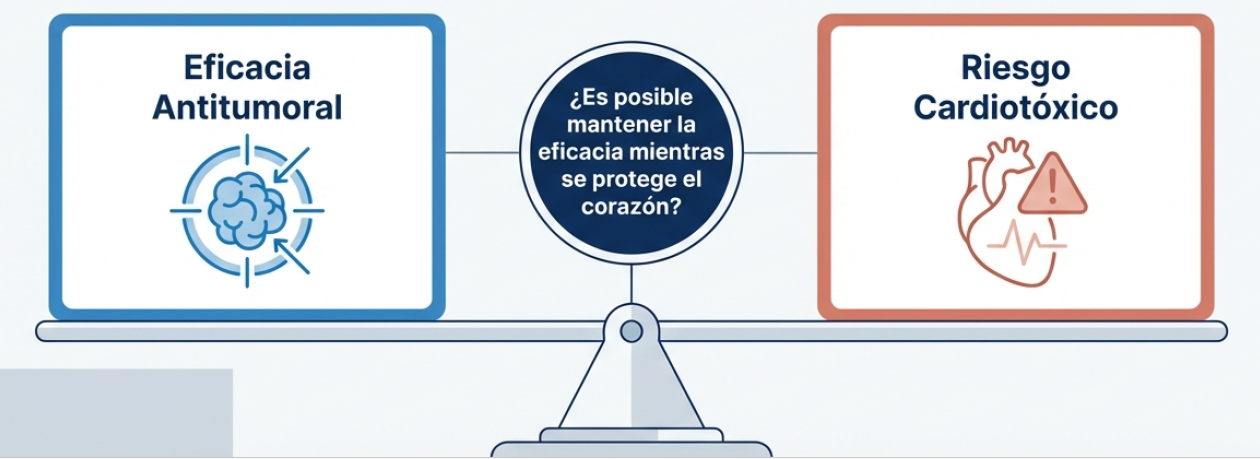 Eficacia
Antitumoral
¿Es posible
mantener la
eficacia mientras
se protege el
corazón?
Riesgo
Cardiotóxico